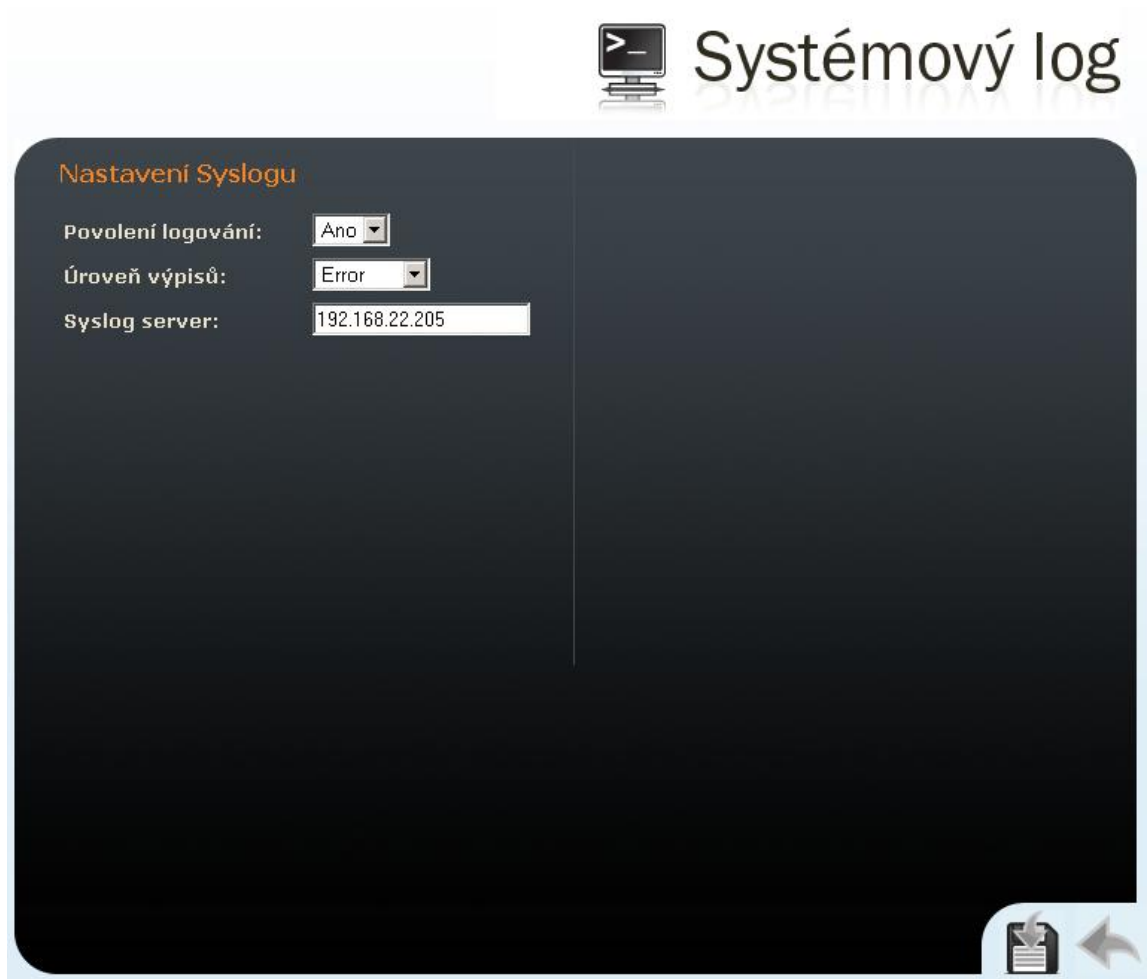 Systémový log
Nastavení Syslogu
Povolení logování: Ano
Úroveň výpisů: Error
Syslog server: 192.168.22.205